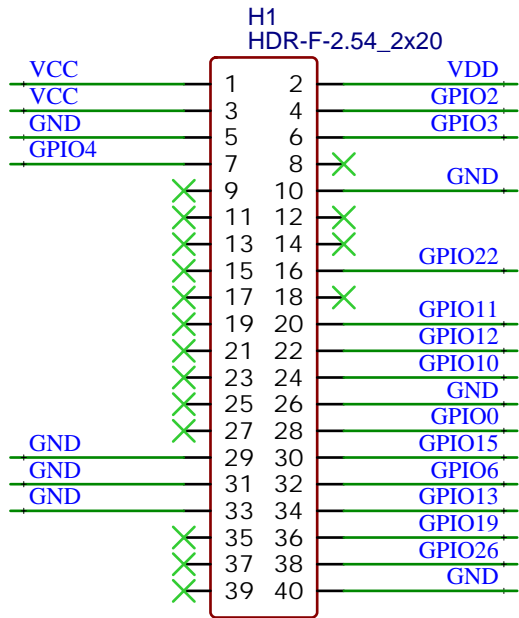 H1
HDR-F-2.54_2x20
VCC 1 2 VDD
VCC 3 4 GPIO2
GND 5 6 GPIO3
GPIO4 7 8
9 10 GND
11 12
13 14
15 16 GPIO22
17 18
19 20 GPIO11
21 22 GPIO12
23 24 GPIO10
25 26 GND
27 28 GPIO0
GND 29 30 GPIO15
GND 31 32 GPIO6
GND 33 34 GPIO13
35 36 GPIO19
37 38 GPIO26
39 40 GND